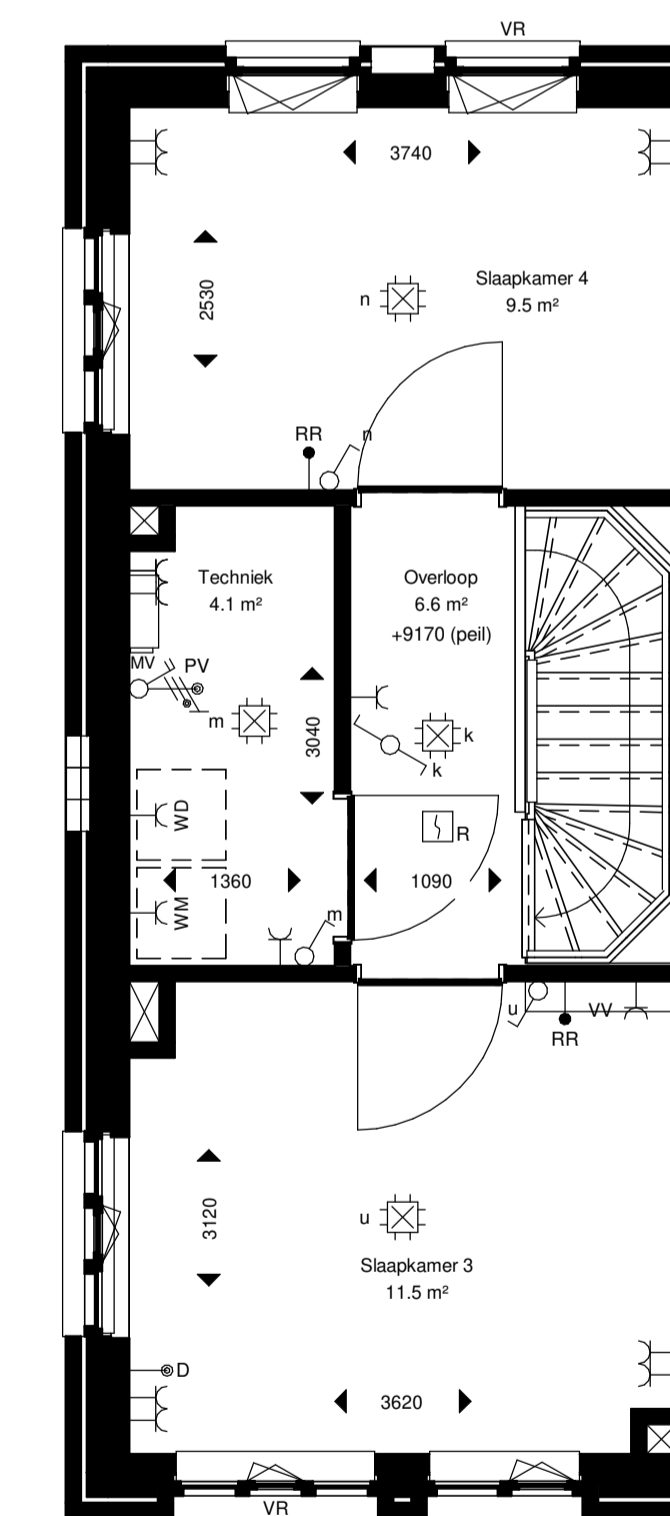 VR
3740
2530
Slaapkamer 4
9.5 m²
n
RR
n
Techniek
4.1 m²
Overloop
6.6 m²
+9170 (peil)
MV
PV
m
3040
k
k
WD
R
1360
1090
WM
m
u
VV
RR
3120
u
Slaapkamer 3
11.5 m²
D
3620
VR